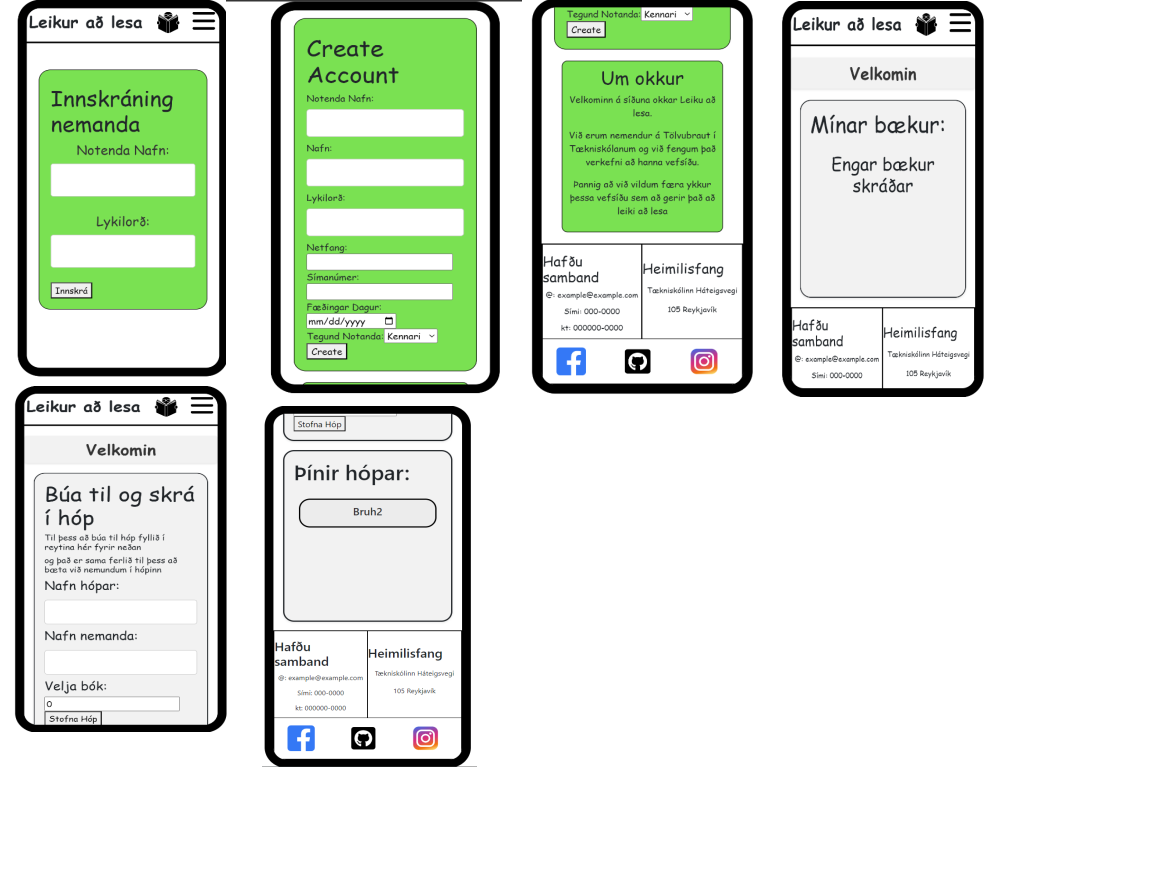 Leikur að lesa
Innskráning
nemanda
Notenda Nafn:
Lykilorð:
Innskrá
Create
Account
Notenda Nafn:
Nafn:
Lykilorð:
Netfang:
Símanúmer:
Fæðingar Dagur:
mm/dd/yyyy
Tegund Notanda: Kennari
Create
Tegund Notanda: Kennari
Create
Um okkur
Velkominn á síðuna okkar Leiku að
lesa.
Við erum nemendur á Tölvubraut í
Tækniskólanum og við fengum það
verkefni að hanna vefsíðu.
Þannig að við vildum færa ykkur
þessa vefsíðu sem að gerir það að
leiki að lesa
Hafðu
samband
@: example@example.com
Sími: 000-0000
kt: 000000-0000
Heimilisfang
Tækniskólinn Háteigsvegi
105 Reykjavík
Leikur að lesa
Velkomin
Mínar bækur:
Engar bækur
skráðar
Hafðu
samband
@: example@example.com
Sími: 000-0000
Heimilisfang
Tækniskólinn Háteigsvegi
105 Reykjavík
Leikur að lesa
Velkomin
Búa til og skrá
í hóp
Til þess að búa til hóp fyllið í
reytina hér fyrir neðan
og það er sama ferlið til þess að
bæta við nemundum í hópinn
Nafn hópar:
Nafn nemanda:
Velja bók:
0
Stofna Hóp
Stofna Hóp
Þínir hópar:
Bruh2
Hafðu
samband
@: example@example.com
Sími: 000-0000
kt: 000000-0000
Heimilisfang
Tækniskólinn Háteigsvegi
105 Reykjavík